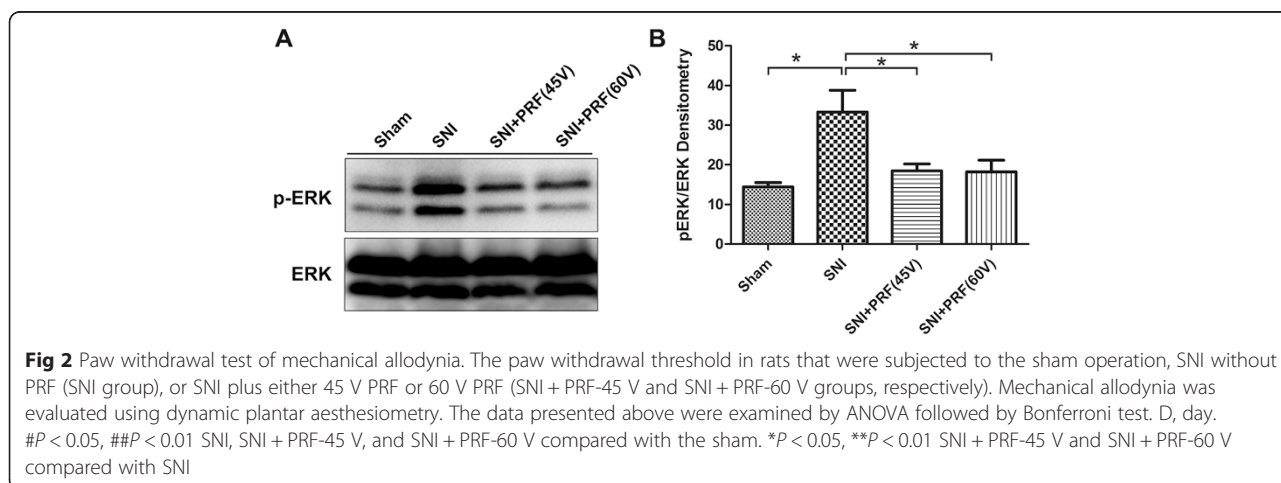 A
Sham
SNI
SNI+PRF(45V)
SNI+PRF(60V)
p-ERK
ERK
B
pERK/ERK Densitometry
50
40
30
20
10
0
*
*
*
Sham
SNI
SNI+PRF(45V)
SNI+PRF(60V)
Fig 2 Paw withdrawal test of mechanical allodynia. The paw withdrawal threshold in rats that were subjected to the sham operation, SNI without
PRF (SNI group), or SNI plus either 45 V PRF or 60 V PRF (SNI + PRF-45 V and SNI + PRF-60 V groups, respectively). Mechanical allodynia was
evaluated using dynamic plantar aesthesiometry. The data presented above were examined by ANOVA followed by Bonferroni test. D, day.
#P < 0.05, ##P < 0.01 SNI, SNI + PRF-45 V, and SNI + PRF-60 V compared with the sham. *P < 0.05, **P < 0.01 SNI + PRF-45 V and SNI + PRF-60 V
compared with SNI